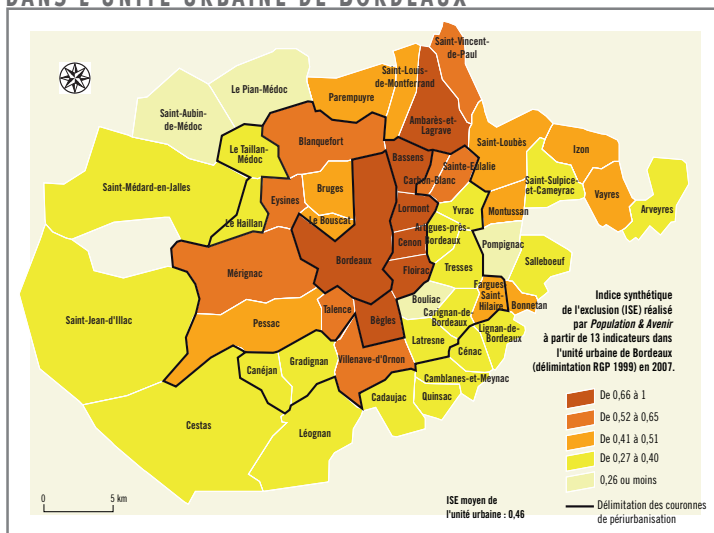 DANS L'UNITÉ URBAINE DE BORDEAUX
Saint-Vincent-
de-Paul
Saint-Louis-
de-Montferrand
Le Pian-Médoc
Parempuyre
Saint-Aubin-
de-Médoc
Ambarès-et-
Lagrave
Blanquefort
Saint-Loubès
Izon
Le Taillan-
Médoc
Bassens
Sainte-Eulalie
Carbon-Blanc
Saint-Sulpice-
et-Cameyrac
Saint-Médard-en-Jalles
Eysines
Bruges
Vayres
Lormont
Yvrac
Montussan
Arveyres
Le Haillan
Le Bouscat
Artigues-près-
Bordeaux
Cenon
Pompignac
Bordeaux
Tresses
Salleboeuf
Mérignac
Floirac
Fargues
Saint-
Hilaire
Bouliac
Bonnetan
Talence
Bègles
Carignan-de-
Bordeaux
Saint-Jean-d'Illac
Pessac
Lignan-de-
Bordeaux
Latresne
Cénac
Villenave-d'Ornon
Gradignan
Canéjan
Camblanes-et-Meynac
Cadaujac
Quinsac
Cestas
Léognan
Indice synthétique
de l'exclusion (ISE) réalisé
par Population & Avenir
à partir de 13 indicateurs dans
l'unité urbaine de Bordeaux
(délimitation RGP 1999) en 2007.
De 0,66 à 1
De 0,52 à 0,65
De 0,41 à 0,51
De 0,27 à 0,40
0,26 ou moins
Délimitation des couronnes
de périurbanisation
0 5 km
ISE moyen de
l'unité urbaine : 0,46